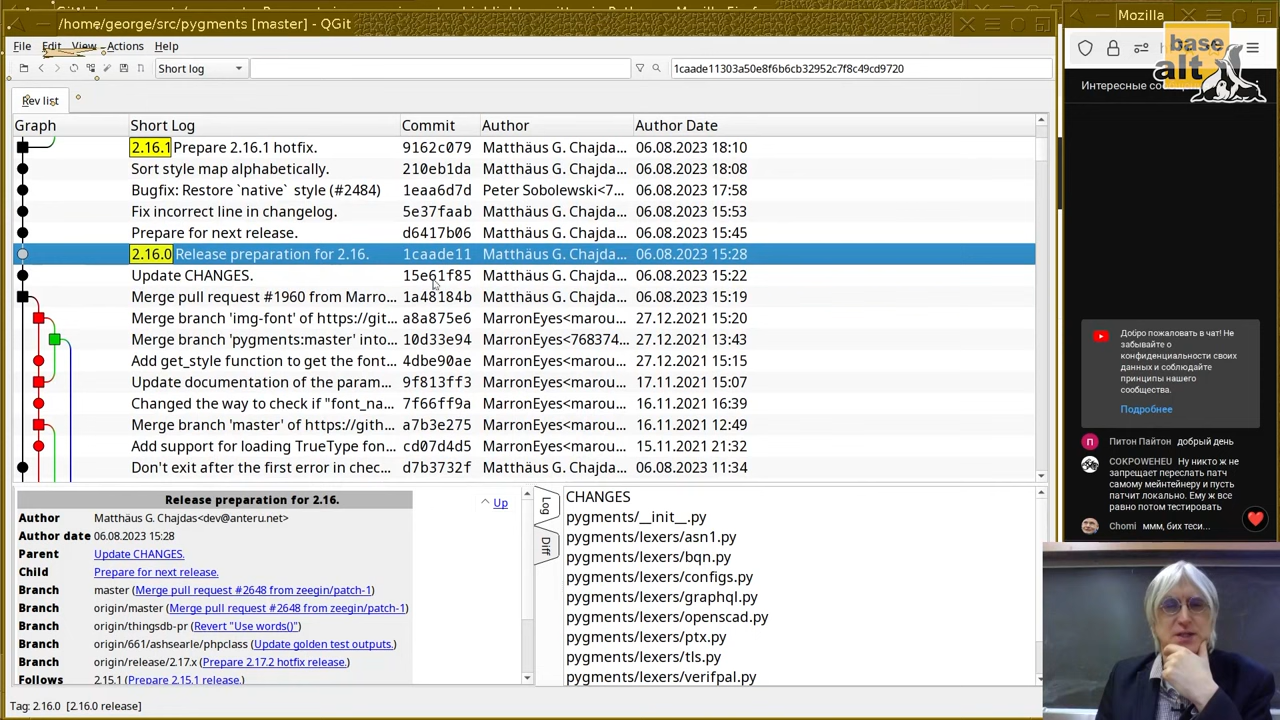 /home/george/src/pygments [master] - QGit
Mozilla
File Edit View Actions Help
Short log
1caade11303a50e8f6b6cb32952c7f8c49cd9720
base
alt
Rev list
Интересные
Graph Short Log Commit Author Author Date
2.16.1 Prepare 2.16.1 hotfix. 9162c079 Matthäus G. Chajda... 06.08.2023 18:10
Sort style map alphabetically. 210eb1da Matthäus G. Chajda... 06.08.2023 18:08
Bugfix: Restore `native` style (#2484) 1eaa6d7d Peter Sobolewski<7... 06.08.2023 17:58
Fix incorrect line in changelog. 5e37faab Matthäus G. Chajda... 06.08.2023 15:53
Prepare for next release. d6417b06 Matthäus G. Chajda... 06.08.2023 15:45
2.16.0 Release preparation for 2.16. 1caade11 Matthäus G. Chajda... 06.08.2023 15:28
Update CHANGES. 15e61f85 Matthäus G. Chajda... 06.08.2023 15:22
Merge pull request #1960 from Marro... 1a48184b Matthäus G. Chajda... 06.08.2023 15:19
Merge branch 'img-font' of https://git... a8a875e6 MarronEyes<marou... 27.12.2021 15:20
Merge branch 'pygments:master' into... 10d33e94 MarronEyes<768374... 27.12.2021 13:43
Add get_style function to get the font... 4dbe90ae MarronEyes<marou... 27.12.2021 15:15
Update documentation of the param... 9f813ff3 MarronEyes<marou... 17.11.2021 15:07
Changed the way to check if "font_na... 7f6ff9a MarronEyes<marou... 16.11.2021 16:39
Merge branch 'master' of https://gith... a7b3e275 MarronEyes<marou... 16.11.2021 12:49
Add support for loading TrueType fon... cd07d4d5 MarronEyes<marou... 15.11.2021 21:32
Don't exit after the first error in chec... d7b3732f Matthäus G. Chajda... 06.08.2023 11:34
Release preparation for 2.16.
Up
Author Matthäus G. Chajdas<dev@anteru.net>
Author date 06.08.2023 15:28
Parent Update CHANGES.
Child Prepare for next release.
Branch master (Merge pull request #2648 from zeegin/patch-1)
Branch origin/master (Merge pull request #2648 from zeegin/patch-1)
Branch origin/thingsdb-pr (Revert "Use words()")
Branch origin/661/ashsearle/phpclass (Update golden test outputs.)
Branch origin/release/2.17.x (Prepare 2.17.2 hotfix release.)
Follows 2.15.1 (Prepare 2.15.1 release.)
Log
Diff
CHANGES
pygments/__init__.py
pygments/lexers/asn1.py
pygments/lexers/bqn.py
pygments/lexers/configs.py
pygments/lexers/graphql.py
pygments/lexers/openscad.py
pygments/lexers/ptx.py
pygments/lexers/tls.py
pygments/lexers/verifpal.py
Tag: 2.16.0 [2.16.0 release]
Добро пожаловать в чат! Не
забывайте о
конфиденциальности своих
данных и соблюдайте
принципы нашего
сообщества.
Подробнее
П Питон Пайтон добрый день
COKPOWEHEU Ну никто ж не
запрещает переслать патч
самому мейнтейнеру и пусть
патчит локально. Ему ж все
равно потом тестировать
Chomi ммм, бих теси...